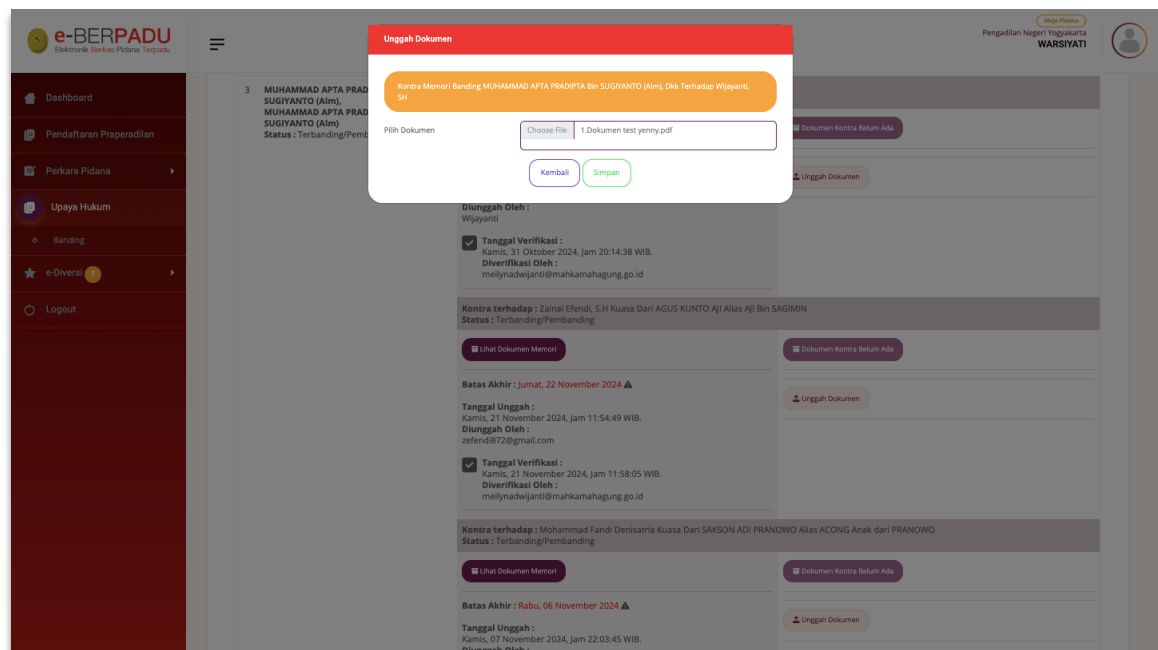 e-BERPADU
Elektronik Berkas Pidana Terpadu
Meja Pidana
Pengadilan Negeri Yogyakarta
WARSIYATI
Dashboard
Pendaftaran Praperadilan
Perkara Pidana
Upaya Hukum
Banding
e-Diversi 1
Logout
Unggah Dokumen
Kontra Memori Banding MUHAMMAD APTA PRADIPTA Bin SUGIYANTO (Alm), Dkk Terhadap Wijayanti,
SH
Pilih Dokumen
Choose File 1.Dokumen test yenny.pdf
Kembali Simpan
3 MUHAMMAD APTA PRAD
SUGIYANTO (Alm),
MUHAMMAD APTA PRAD
SUGIYANTO (Alm)
Status : Terbanding/Pemb
Dokumen Kontra Belum Ada
Unggah Dokumen
Diunggah Oleh :
Wijayanti
Tanggal Verifikasi :
Kamis, 31 Oktober 2024, Jam 20:14:38 WIB.
Diverifikasi Oleh :
meilynadwijanti@mahkamahagung.go.id
Kontra terhadap : Zainal Efendi, S.H Kuasa Dari AGUS KUNTO AJI Alias AJI Bin SAGIMIN
Status : Terbanding/Pembanding
Lihat Dokumen Memori
Dokumen Kontra Belum Ada
Batas Akhir : Jumat, 22 November 2024
Unggah Dokumen
Tanggal Unggah :
Kamis, 21 November 2024, Jam 11:54:49 WIB.
Diunggah Oleh :
zefendi872@gmail.com
Tanggal Verifikasi :
Kamis, 21 November 2024, Jam 11:58:05 WIB.
Diverifikasi Oleh :
meilynadwijanti@mahkamahagung.go.id
Kontra terhadap : Mohammad Fandi Denisatria Kuasa Dari SAKSON ADI PRANOWO Alias ACONG Anak dari PRANOWO
Status : Terbanding/Pembanding
Lihat Dokumen Memori
Dokumen Kontra Belum Ada
Batas Akhir : Rabu, 06 November 2024
Unggah Dokumen
Tanggal Unggah :
Kamis, 07 November 2024, Jam 22:03:45 WIB.
Diunggah Oleh :